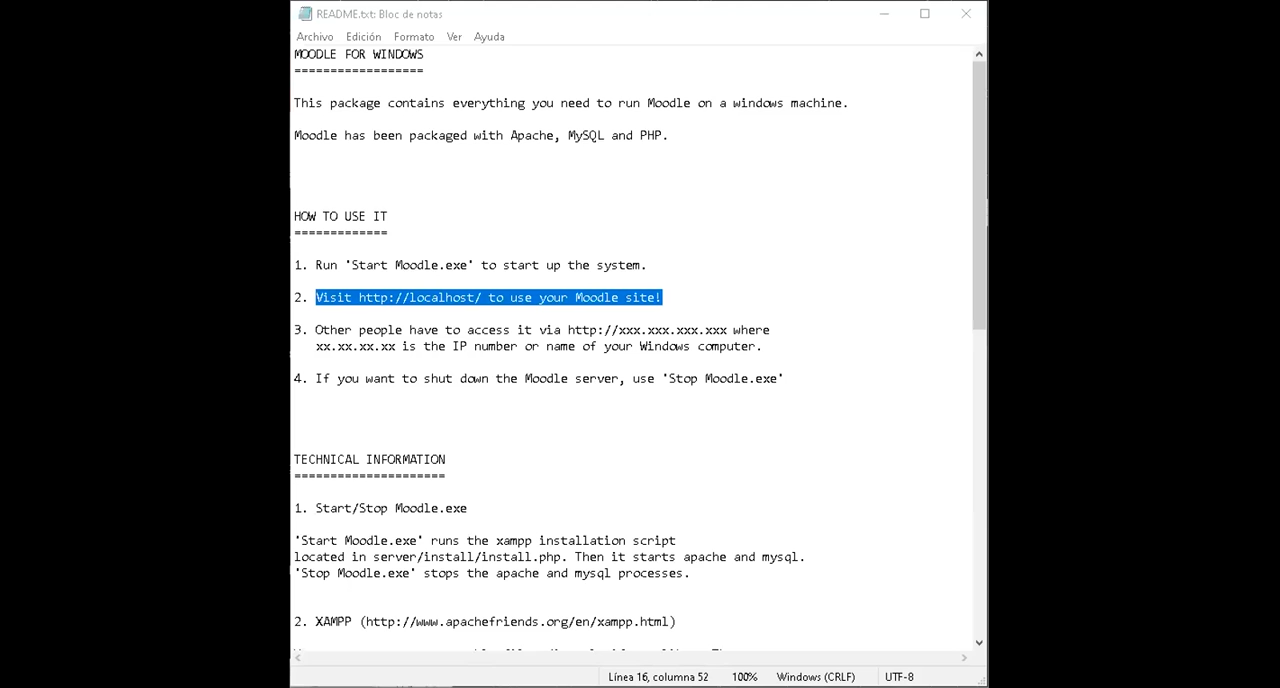 README.txt: Bloc de notas
Archivo Edición Formato Ver Ayuda
MOODLE FOR WINDOWS
==================
This package contains everything you need to run Moodle on a windows machine.
Moodle has been packaged with Apache, MySQL and PHP.
HOW TO USE IT
=============
1. Run 'Start Moodle.exe' to start up the system.
2. Visit http://localhost/ to use your Moodle site!
3. Other people have to access it via http://xxx.xxx.xxx.xxx where
xx.xx.xx.xx is the IP number or name of your Windows computer.
4. If you want to shut down the Moodle server, use 'Stop Moodle.exe'
TECHNICAL INFORMATION
=====================
1. Start/Stop Moodle.exe
'Start Moodle.exe' runs the xampp installation script
located in server/install/install.php. Then it starts apache and mysql.
'Stop Moodle.exe' stops the apache and mysql processes.
2. XAMPP (http://www.apachefriends.org/en/xampp.html)
Línea 16, columna 52 100% Windows (CRLF) UTF-8